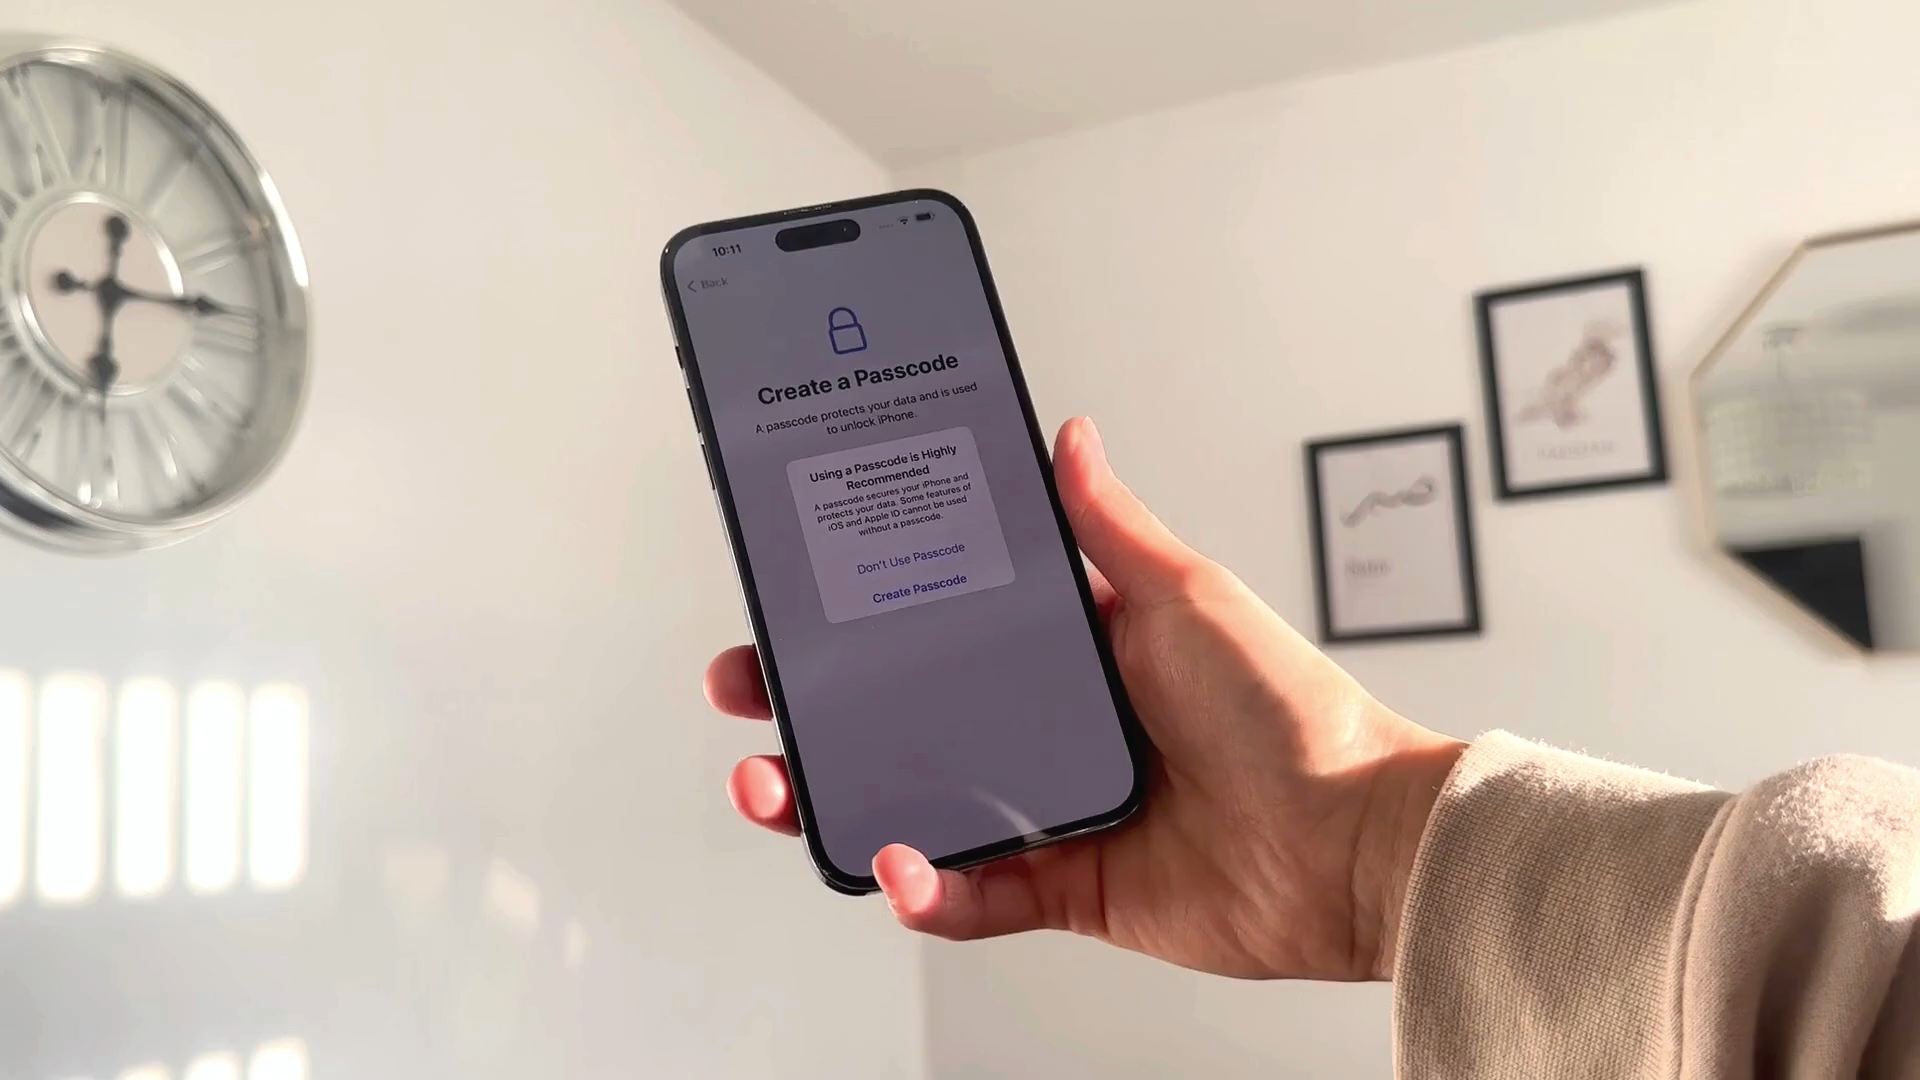 10:11
Back
Create a Passcode
A passcode protects your data and is used
to unlock iPhone.
Using a Passcode is Highly
Recommended
A passcode secures your iPhone and
protects your data. Some features of
iOS and Apple ID cannot be used
without a passcode.
Don't Use Passcode
Create Passcode